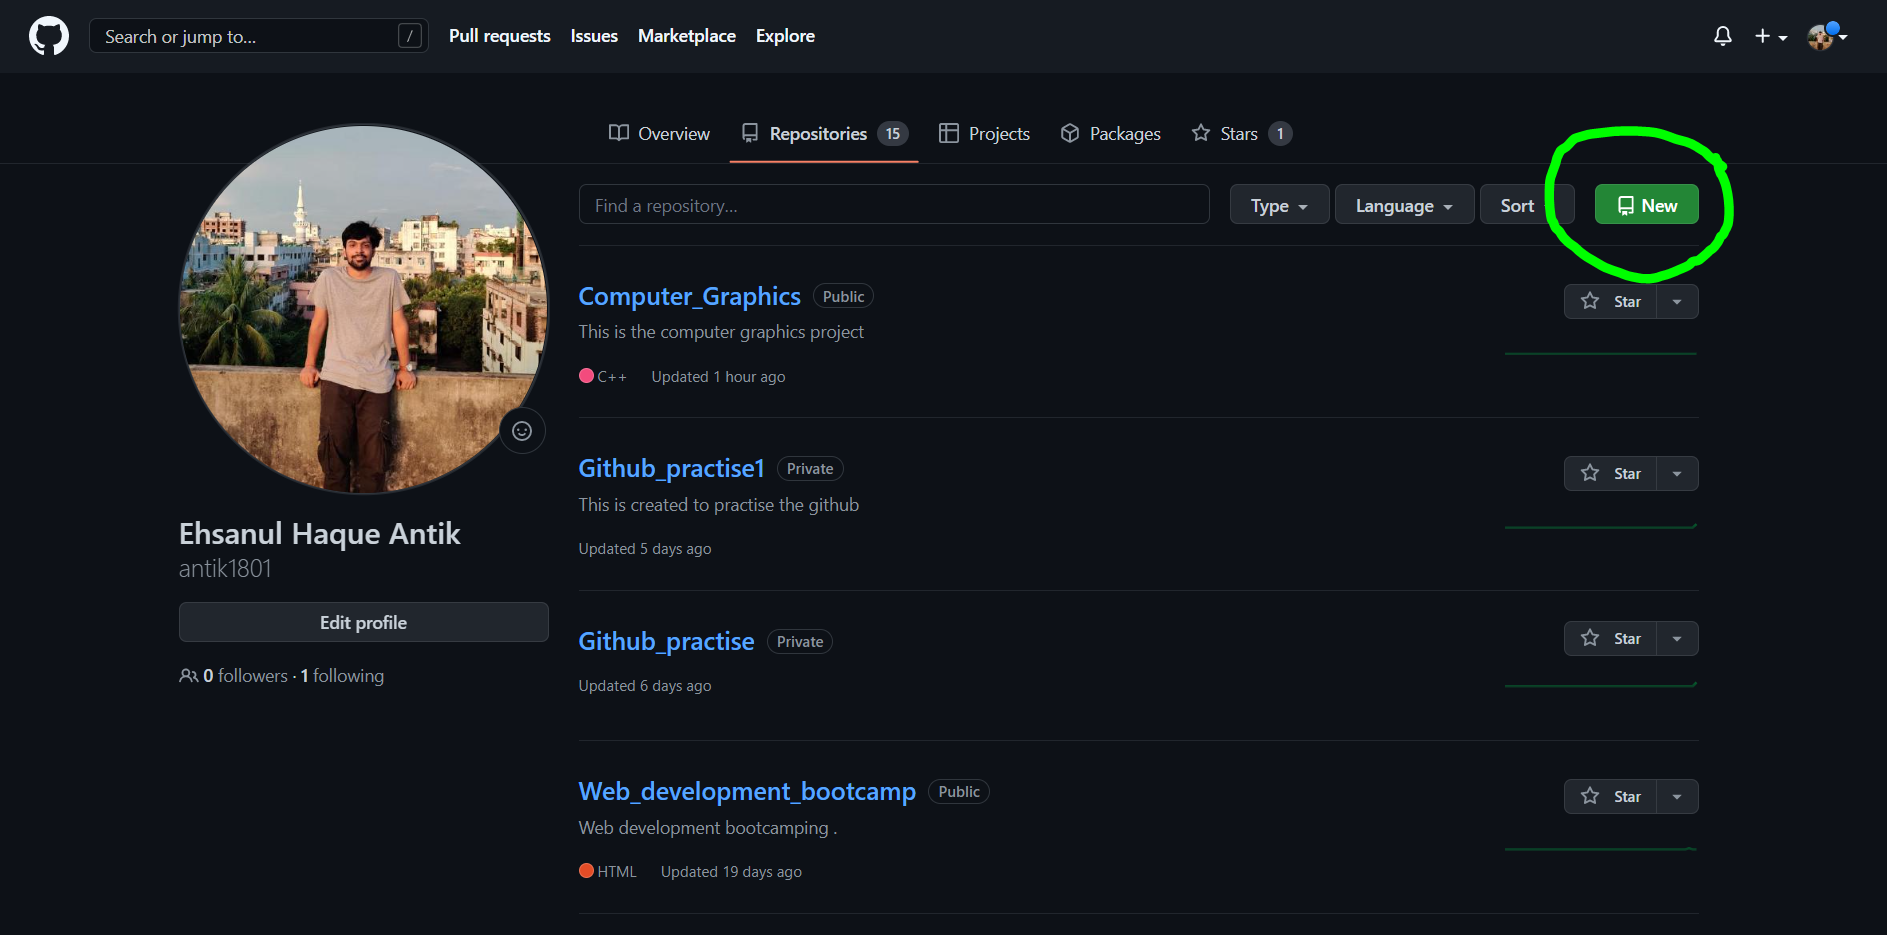 Search or jump to... / Pull requests Issues Marketplace Explore
Overview Repositories 15 Projects Packages Stars 1
Find a repository... Type Language Sort New
Computer_Graphics Public
Star
This is the computer graphics project
C++ Updated 1 hour ago
Github_practise1 Private
Star
This is created to practise the github
Updated 5 days ago
Github_practise Private
Star
Updated 6 days ago
Web_development_bootcamp Public
Star
Web development bootcamping .
HTML Updated 19 days ago
Ehsanul Haque Antik
antik1801
Edit profile
0 followers · 1 following